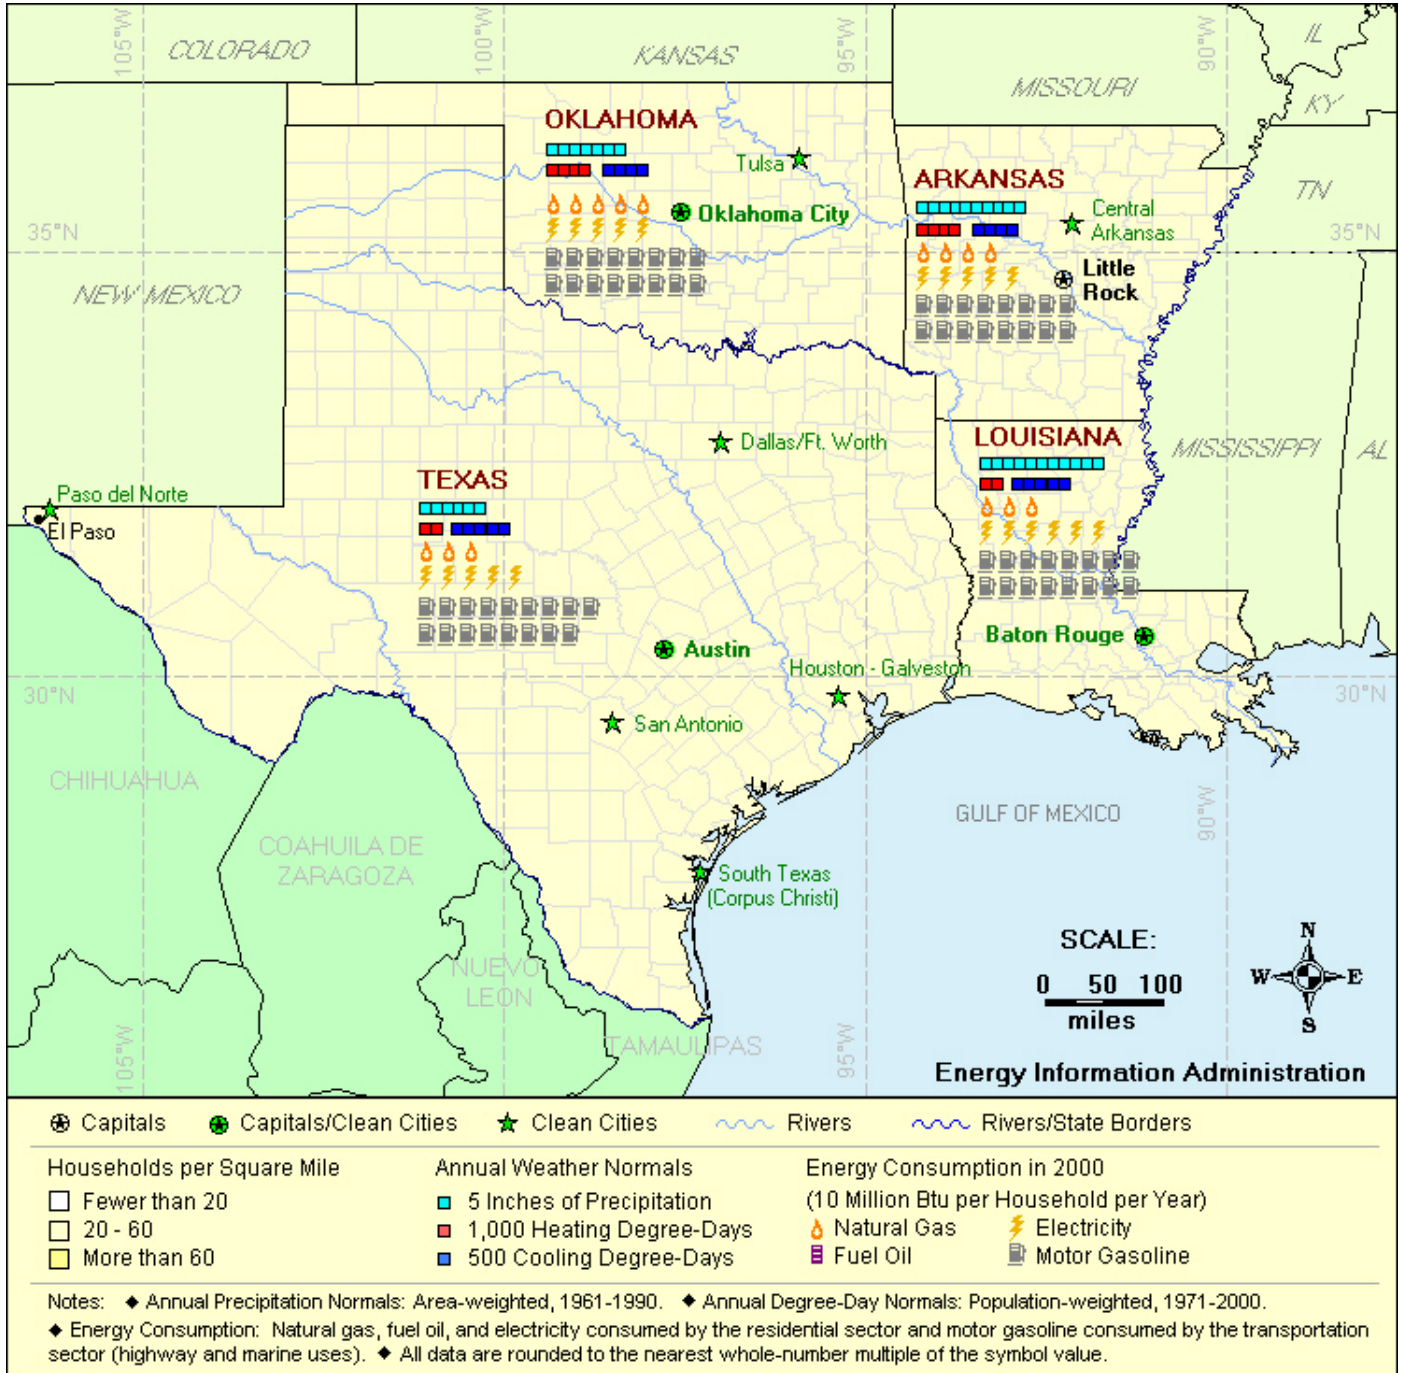 105°W
COLORADO
100°W
KANSAS
95°W
MISSOURI
90°W
IL
KY
TN
OKLAHOMA
Tulsa
Oklahoma City
ARKANSAS
Central
Arkansas
Little
Rock
35°N
35°N
NEW MEXICO
Dallas/Ft. Worth
LOUISIANA
MISSISSIPPI
AL
TEXAS
Paso del Norte
El Paso
Austin
Baton Rouge
Houston - Galveston
30°N
30°N
San Antonio
CHIHUAHUA
GULF OF MEXICO
90°W
COAHUILA DE
ZARAGOZA
South Texas
(Corpus Christi)
NUEVO
LEON
TAMAULIPAS
105°W
95°W
SCALE:
0 50 100
miles
N
W E
S
Energy Information Administration
Capitals Capitals/Clean Cities Clean Cities Rivers Rivers/State Borders
Households per Square Mile
Fewer than 20
20 - 60
More than 60
Annual Weather Normals
5 Inches of Precipitation
1,000 Heating Degree-Days
500 Cooling Degree-Days
Energy Consumption in 2000
(10 Million Btu per Household per Year)
Natural Gas Electricity
Fuel Oil Motor Gasoline
Notes: ◆ Annual Precipitation Normals: Area-weighted, 1961-1990. ◆ Annual Degree-Day Normals: Population-weighted, 1971-2000.
◆ Energy Consumption: Natural gas, fuel oil, and electricity consumed by the residential sector and motor gasoline consumed by the transportation
sector (highway and marine uses). ◆ All data are rounded to the nearest whole-number multiple of the symbol value.